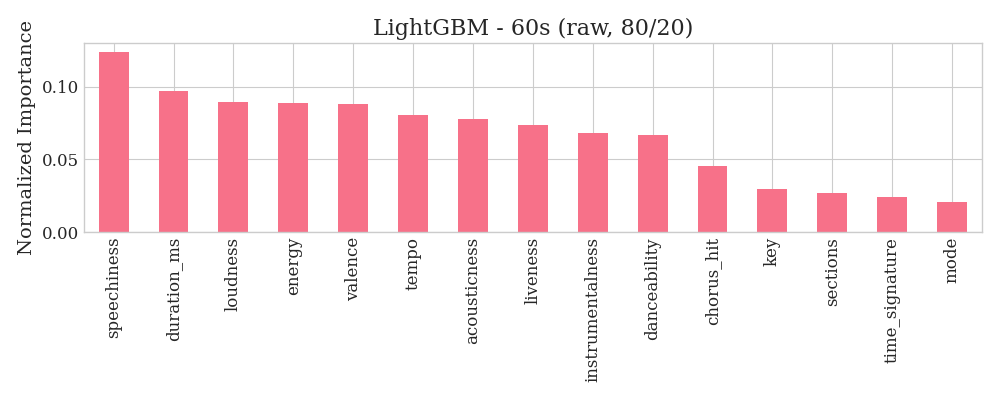 LightGBM - 60s (raw, 80/20)
Normalized Importance
0.10
0.05
0.00
speechiness
duration_ms
loudness
energy
valence
tempo
acousticness
liveness
instrumentalness
danceability
chorus_hit
key
sections
time_signature
mode